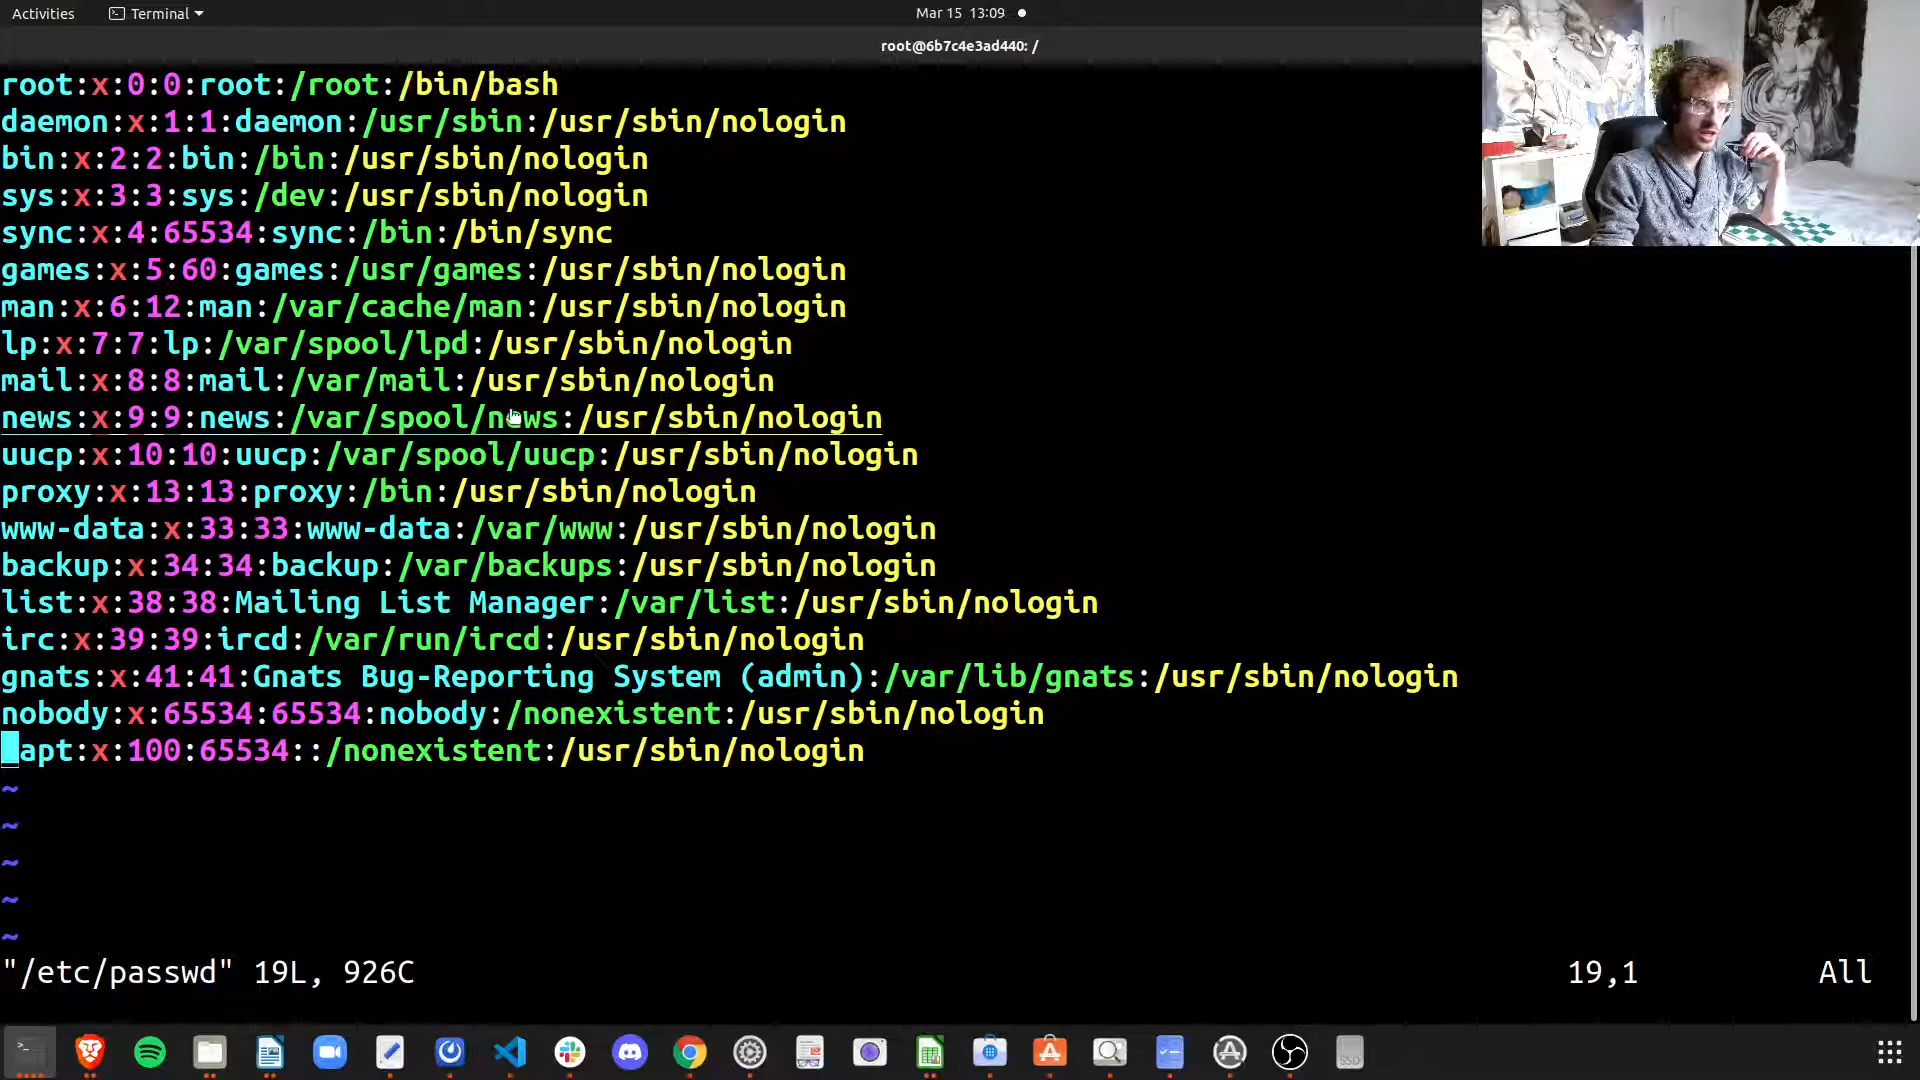 Activities
Terminal
Mar 15 13:09
root@6b7c4e3ad440: /
root:x:0:0:root:/root:/bin/bash
daemon:x:1:1:daemon:/usr/sbin:/usr/sbin/nologin
bin:x:2:2:bin:/bin:/usr/sbin/nologin
sys:x:3:3:sys:/dev:/usr/sbin/nologin
sync:x:4:65534:sync:/bin:/bin/sync
games:x:5:60:games:/usr/games:/usr/sbin/nologin
man:x:6:12:man:/var/cache/man:/usr/sbin/nologin
lp:x:7:7:lp:/var/spool/lpd:/usr/sbin/nologin
mail:x:8:8:mail:/var/mail:/usr/sbin/nologin
news:x:9:9:news:/var/spool/news:/usr/sbin/nologin
uucp:x:10:10:uucp:/var/spool/uucp:/usr/sbin/nologin
proxy:x:13:13:proxy:/bin:/usr/sbin/nologin
www-data:x:33:33:www-data:/var/www:/usr/sbin/nologin
backup:x:34:34:backup:/var/backups:/usr/sbin/nologin
list:x:38:38:Mailing List Manager:/var/list:/usr/sbin/nologin
irc:x:39:39:ircd:/var/run/ircd:/usr/sbin/nologin
gnats:x:41:41:Gnats Bug-Reporting System (admin):/var/lib/gnats:/usr/sbin/nologin
nobody:x:65534:65534:nobody:/nonexistent:/usr/sbin/nologin
_apt:x:100:65534::/nonexistent:/usr/sbin/nologin
~
~
~
~
~
"/etc/passwd" 19L, 926C 19,1 All
SSD